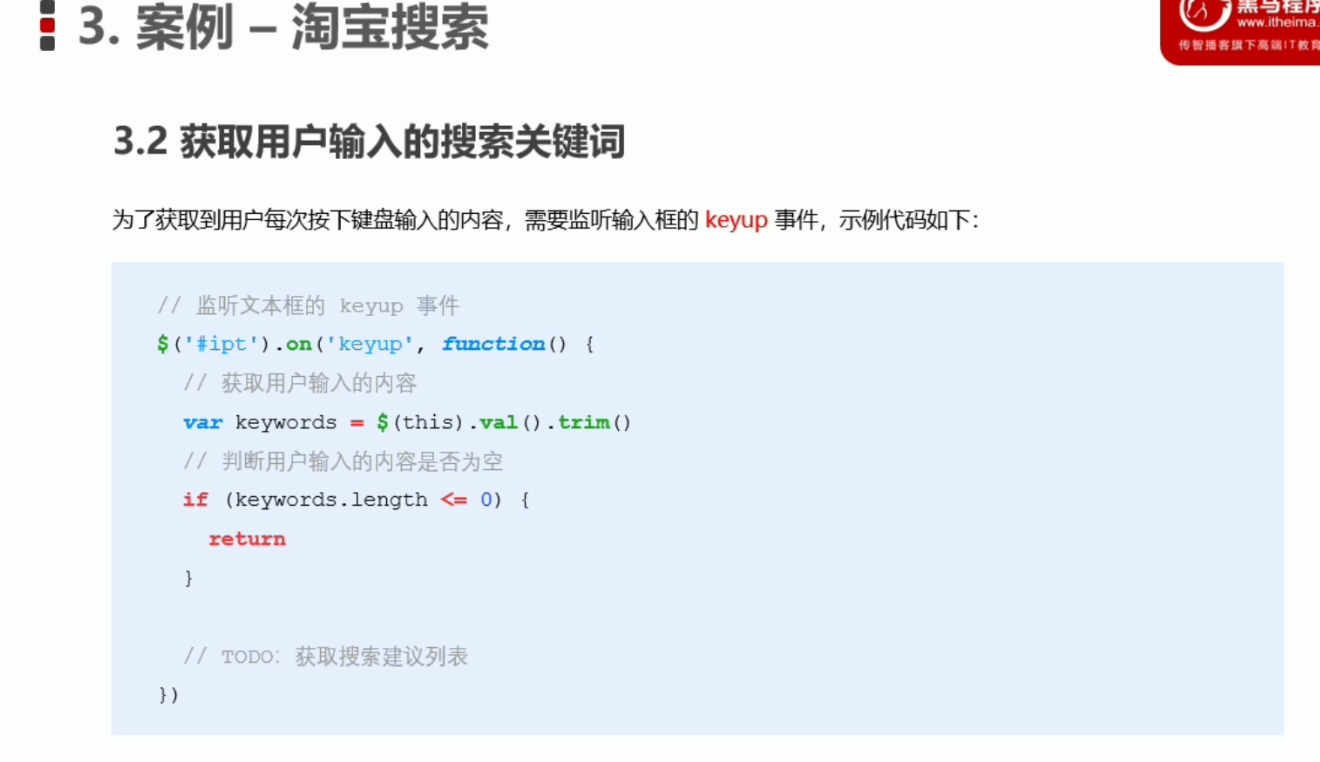 3. 案例 – 淘宝搜索
www.itheima.
传智播客旗下高端IT教育
3.2 获取用户输入的搜索关键词
为了获取到用户每次按下键盘输入的内容，需要监听输入框的 keyup 事件，示例代码如下：
// 监听文本框的 keyup 事件
$('#ipt').on('keyup', function() {
// 获取用户输入的内容
var keywords = $(this).val().trim()
// 判断用户输入的内容是否为空
if (keywords.length <= 0) {
return
}
// TODO：获取搜索建议列表
})